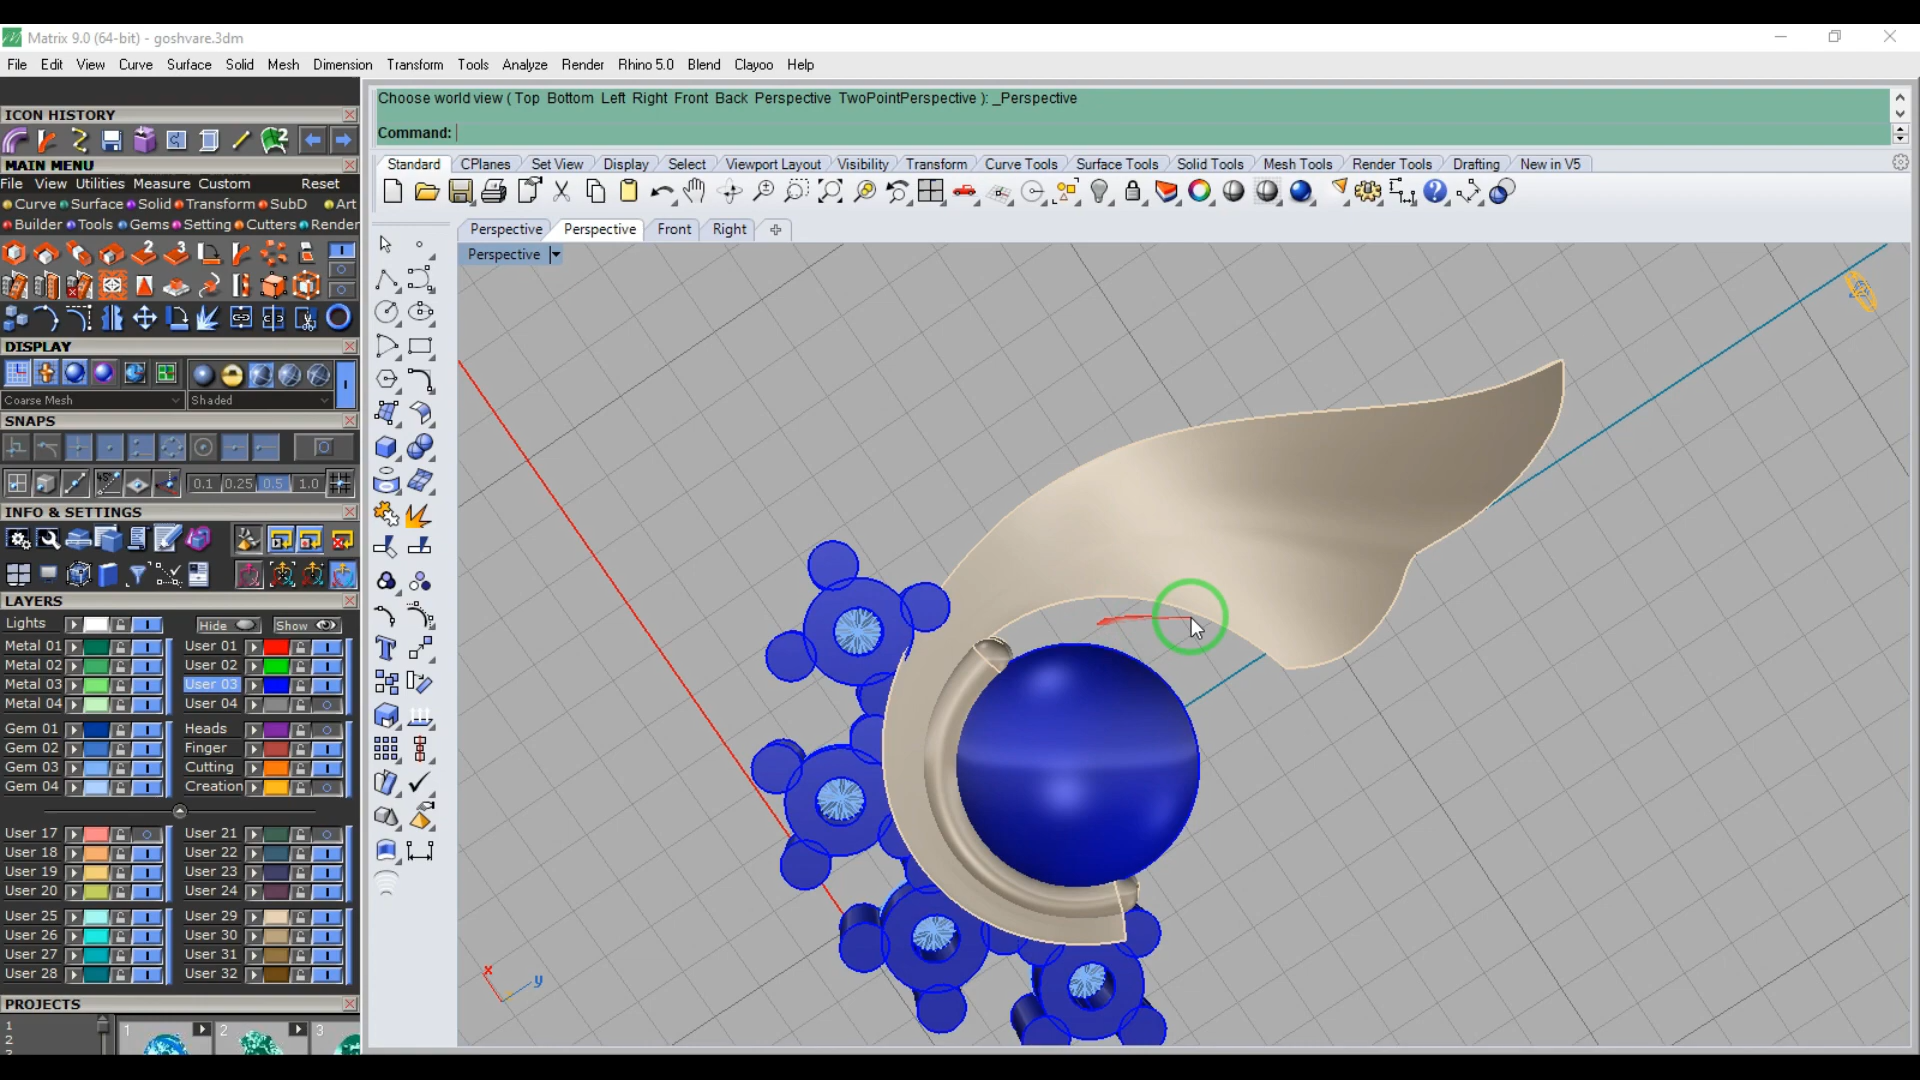 Matrix 9.0 (64-bit) - goshvare.3dm
File Edit View Curve Surface Solid Mesh Dimension Transform Tools Analyze Render Rhino 5.0 Blend Clayoo Help
ICON HISTORY
Choose world view ( Top Bottom Left Right Front Back Perspective TwoPointPerspective ): _Perspective
Command:
MAIN MENU
File View Utilities Measure Custom Reset
Curve Surface Solid Transform SubD Art
Builder Tools Gems Setting Cutters Render
Standard CPlanes Set View Display Select Viewport Layout Visibility Transform Curve Tools Surface Tools Solid Tools Mesh Tools Render Tools Drafting New in V5
Perspective Perspective Front Right
Perspective
DISPLAY
Coarse Mesh Shaded
SNAPS
0.1 0.25 0.5 1.0
INFO & SETTINGS
LAYERS
Lights Hide Show
Metal 01 User 01
Metal 02 User 02
Metal 03 User 03
Metal 04 User 04
Gem 01 Heads
Gem 02 Finger
Gem 03 Cutting
Gem 04 Creation
User 17 User 21
User 18 User 22
User 19 User 23
User 20 User 24
User 25 User 29
User 26 User 30
User 27 User 31
User 28 User 32
x y
PROJECTS
1 1 2 3
2